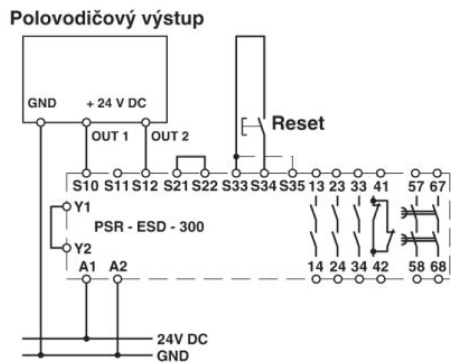 Polovodičový výstup
GND + 24 V DC
OUT 1 OUT 2
Reset
S10 S11 S12 S21 S22 S33 S34 S35 13 23 33 41 57 67
Y1
PSR - ESD - 300
Y2
A1 A2 14 24 34 42 58 68
24V DC
GND